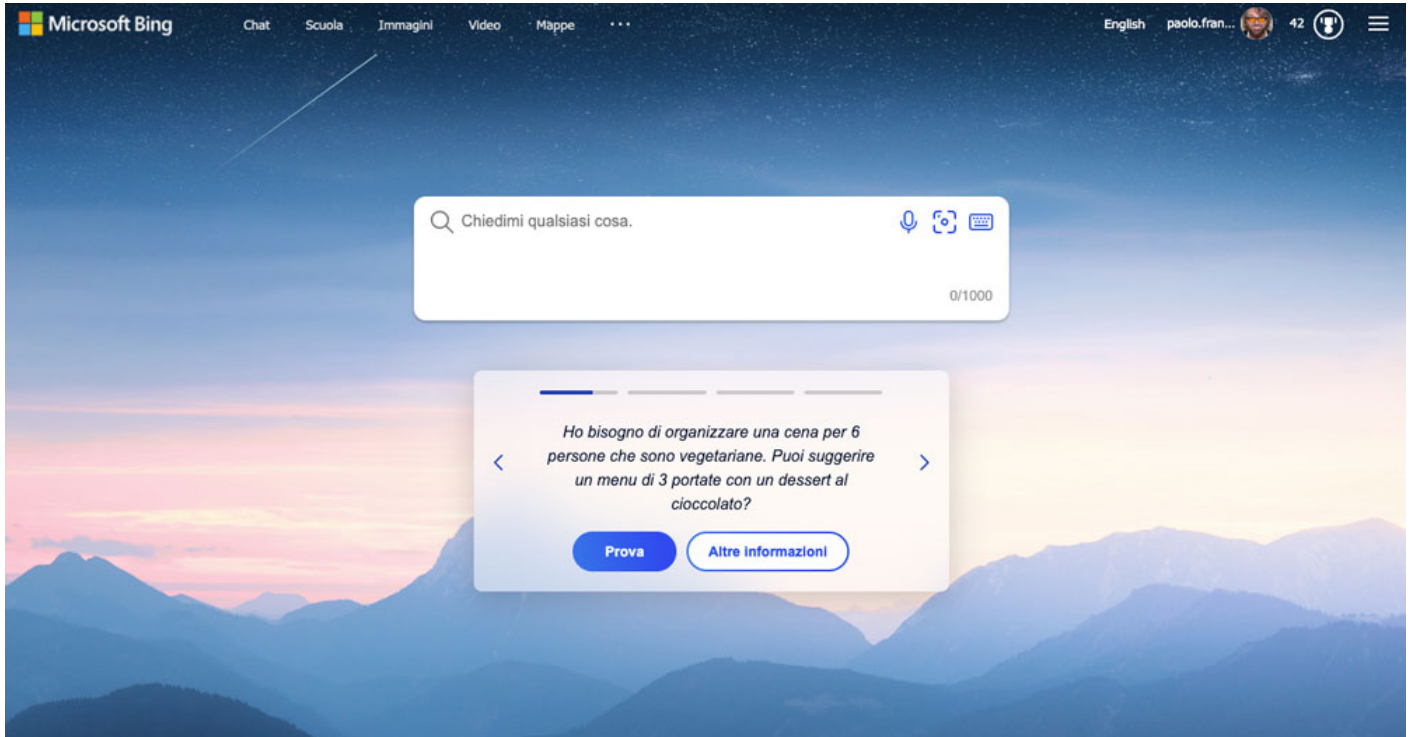 Microsoft Bing Chat Scuola Immagini Video Mappe ··· English paolo.fran... 42
Chiedimi qualsiasi cosa.
0/1000
Ho bisogno di organizzare una cena per 6
persone che sono vegetariane. Puoi suggerire
un menu di 3 portate con un dessert al
cioccolato?
Prova Altre informazioni